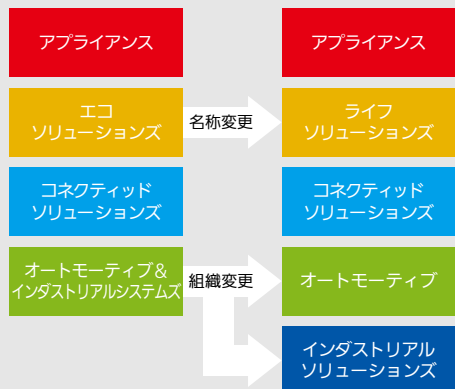 アプライアンス
アプライアンス
エコ
ソリューションズ
名称変更
ライフ
ソリューションズ
コネクティッド
ソリューションズ
コネクティッド
ソリューションズ
オートモーティブ&
インダストリアルシステムズ
組織変更
オートモーティブ
インダストリアル
ソリューションズ